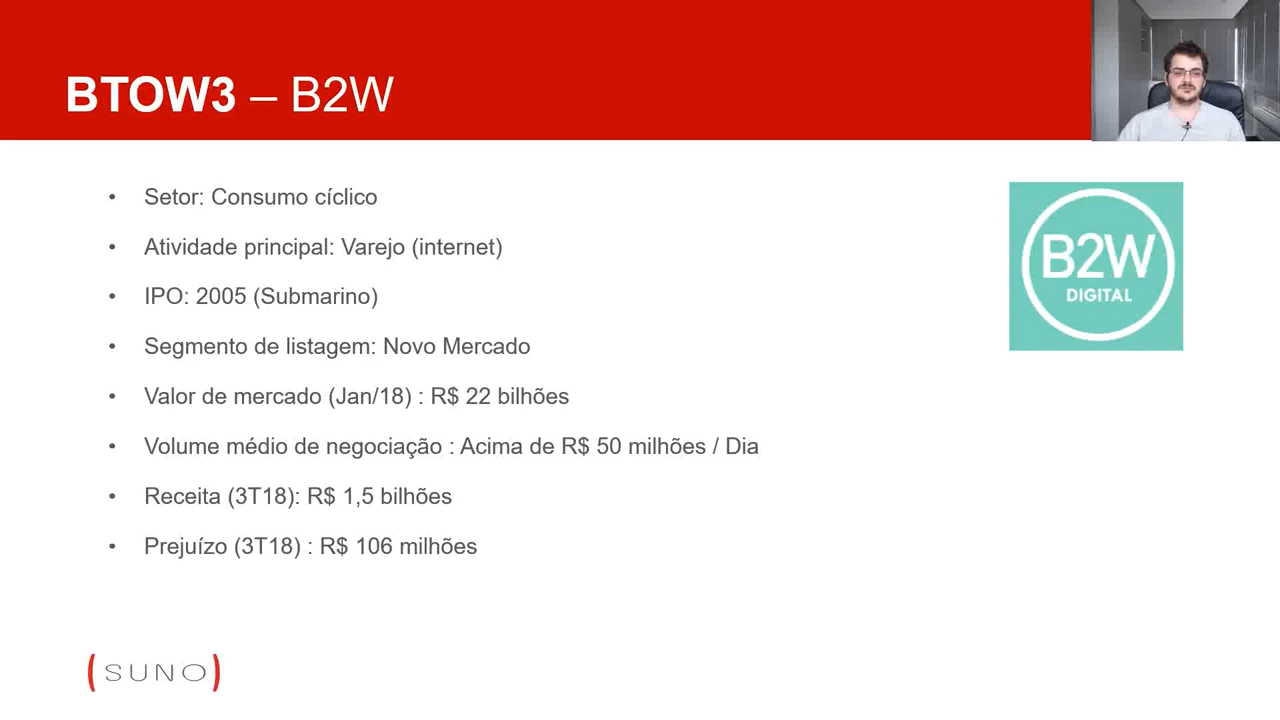 BTOW3 – B2W
• Setor: Consumo cíclico
• Atividade principal: Varejo (internet)
• IPO: 2005 (Submarino)
• Segmento de listagem: Novo Mercado
• Valor de mercado (Jan/18) : R$ 22 bilhões
• Volume médio de negociação : Acima de R$ 50 milhões / Dia
• Receita (3T18): R$ 1,5 bilhões
• Prejuízo (3T18) : R$ 106 milhões
B2W
DIGITAL
(SUNO)